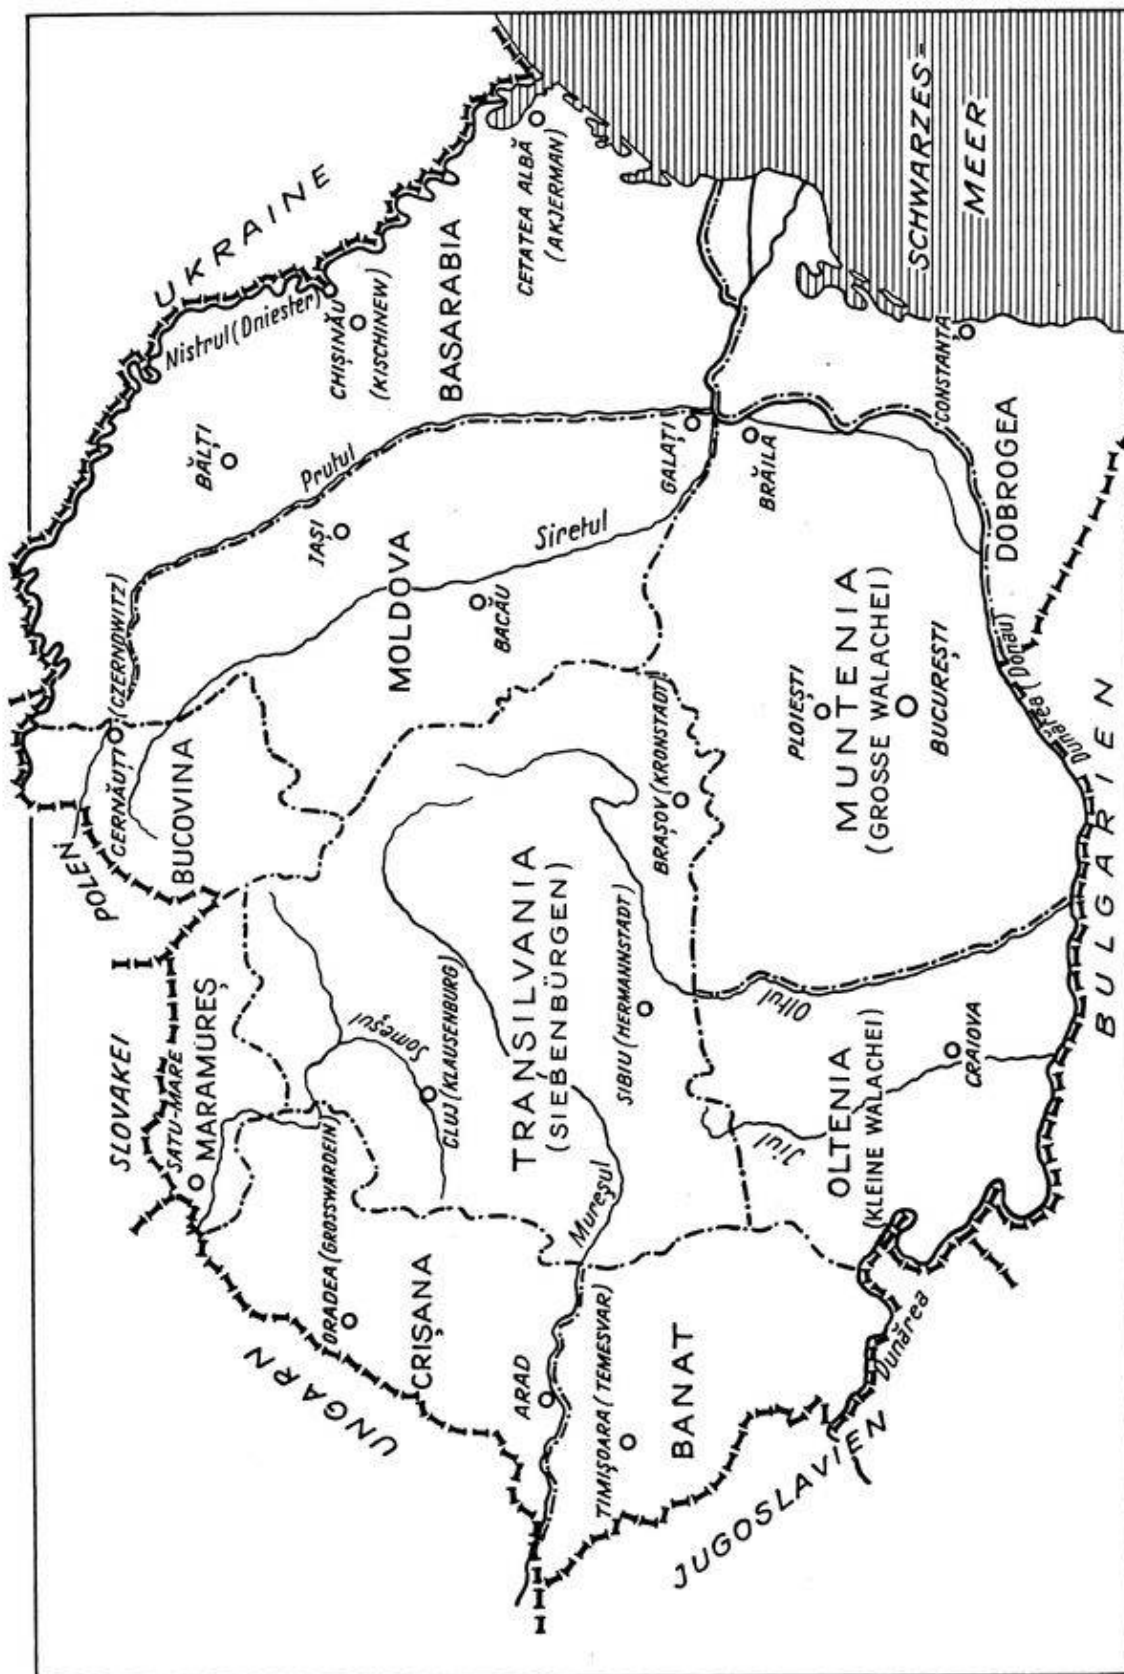 UKRAINE
POLEN
SLOVAKEI
UNGARN
JUGOSLAVIEN
BULGARIEN
SCHWARZES-
MEER
Nistrul (Dniester)
CERNĂUȚI (CZERNOWITZ)
BUCOVINA
BĂLȚI
CHIȘINĂU
(KISCHINEW)
BASARABIA
CETATEA ALBĂ
(AKJERMAN)
Prutul
IAȘI
MOLDOVA
Siretul
BACĂU
GALAȚI
BRĂILA
SATU-MARE
MARAMUREȘ
Someșul
CLUJ (KLAUSENBURG)
ORADEA (GROSSWARDEIN)
CRIȘANA
TRANSILVANIA
(SIEBENBÜRGEN)
Mureșul
ARAD
TIMIȘOARA (TEMESVAR)
BANAT
SIBIU (HERMANNSTADT)
BRAȘOV (KRONSTADT)
PLOIEȘTI
MUNTENIA
(GROSSE WALACHEI)
BUCUREȘTI
Oltul
Jiul
OLTENIA
(KLEINE WALACHEI)
CRAIOVA
Dunărea
Dunărea (Donau)
DOBROGEA
CONSTANȚA